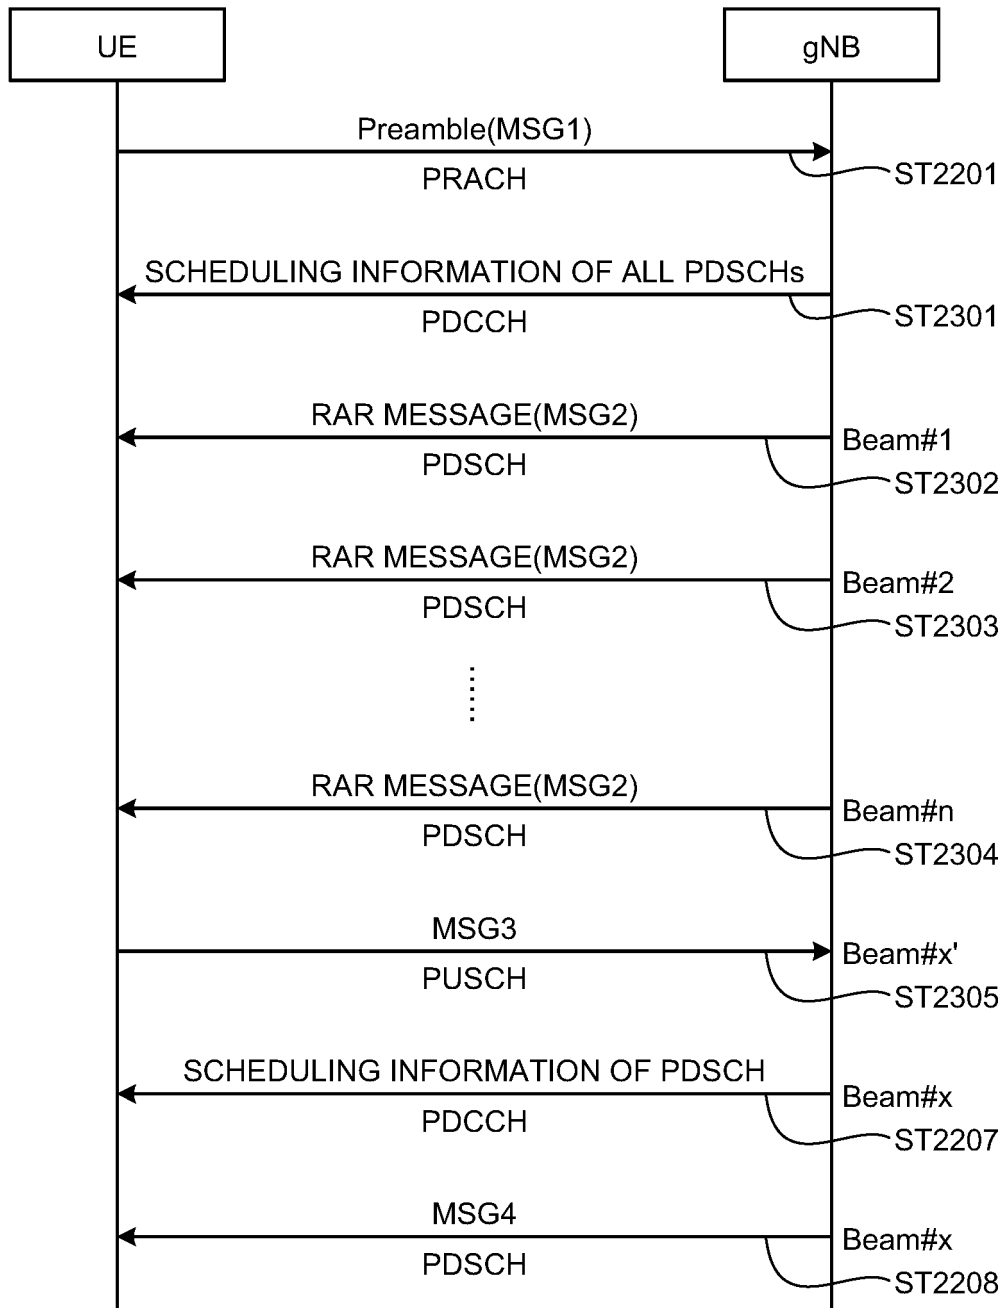 UE
gNB
Preamble(MSG1)
PRACH
ST2201
SCHEDULING INFORMATION OF ALL PDSCHs
PDCCH
ST2301
RAR MESSAGE(MSG2)
Beam#1
PDSCH
ST2302
RAR MESSAGE(MSG2)
Beam#2
PDSCH
ST2303
RAR MESSAGE(MSG2)
Beam#n
PDSCH
ST2304
MSG3
Beam#x'
PUSCH
ST2305
SCHEDULING INFORMATION OF PDSCH
Beam#x
PDCCH
ST2207
MSG4
Beam#x
PDSCH
ST2208